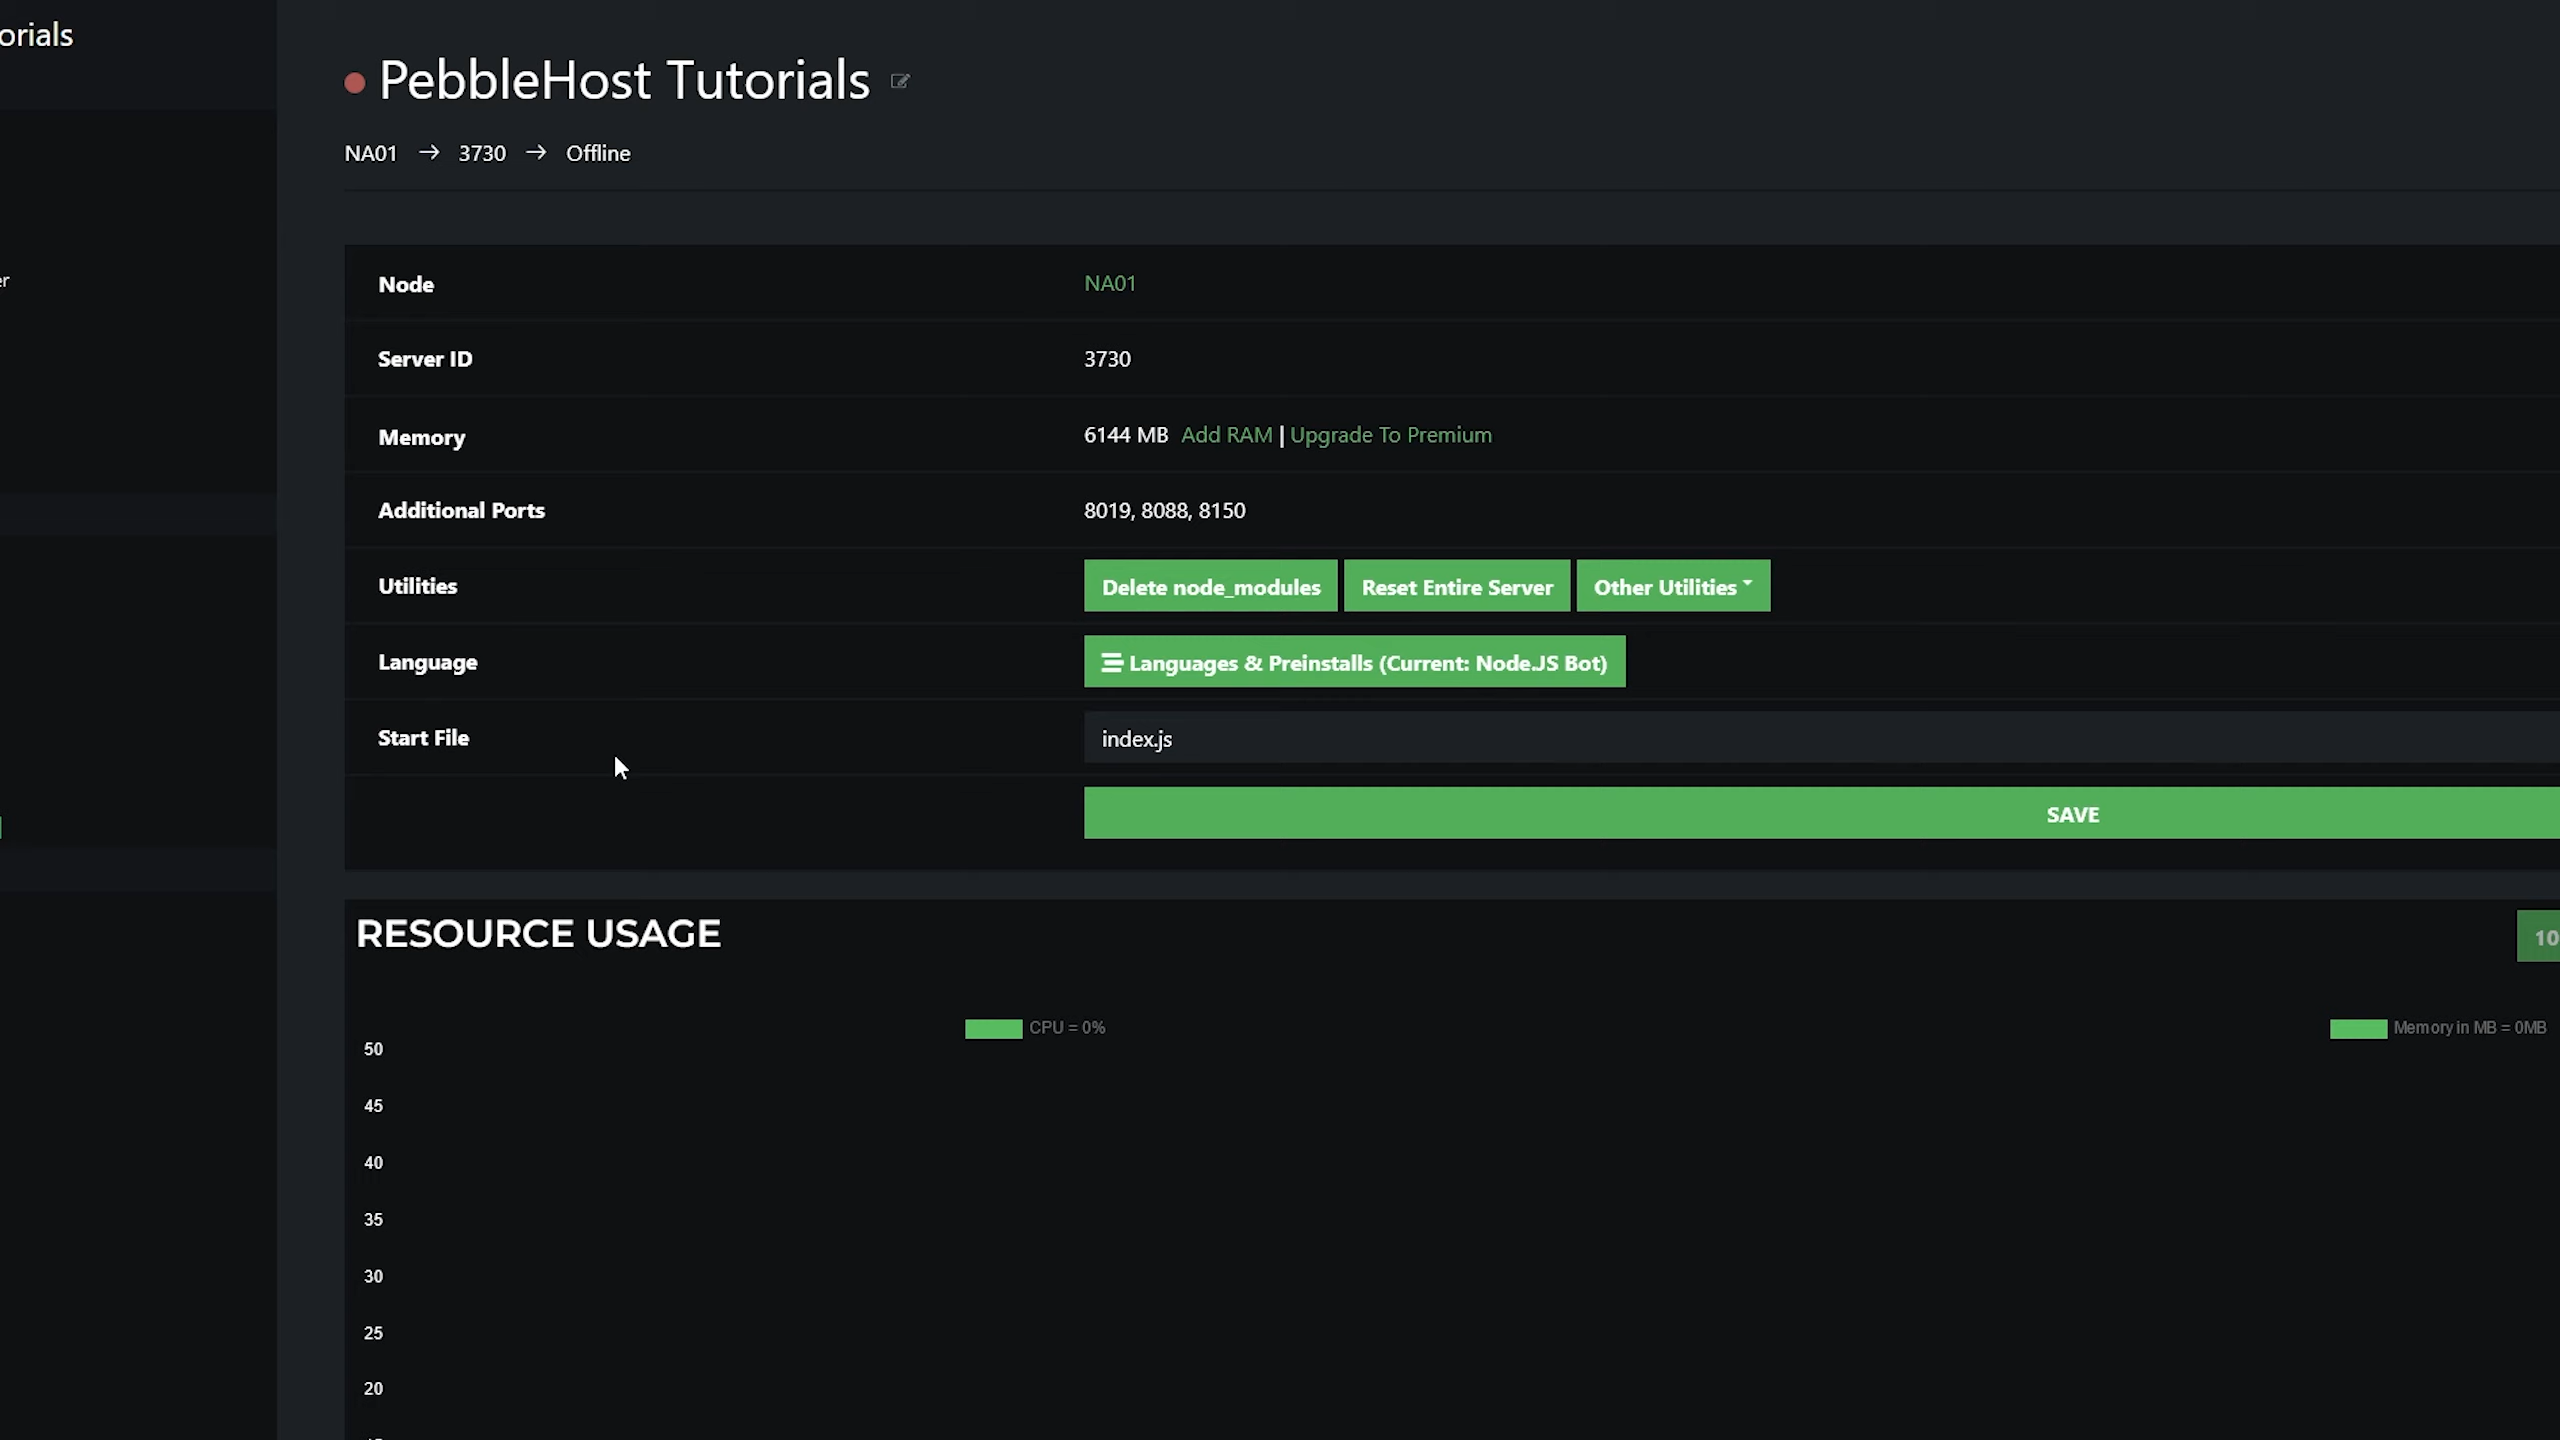 orials
PebbleHost Tutorials
NA01 → 3730 → Offline
er
Node NA01
Server ID 3730
Memory 6144 MB Add RAM | Upgrade To Premium
Additional Ports 8019, 8088, 8150
Utilities Delete node_modules Reset Entire Server Other Utilities
Language Languages & Preinstalls (Current: Node.JS Bot)
Start File index.js
SAVE
RESOURCE USAGE
10
CPU = 0% Memory in MB = 0MB
50
45
40
35
30
25
20